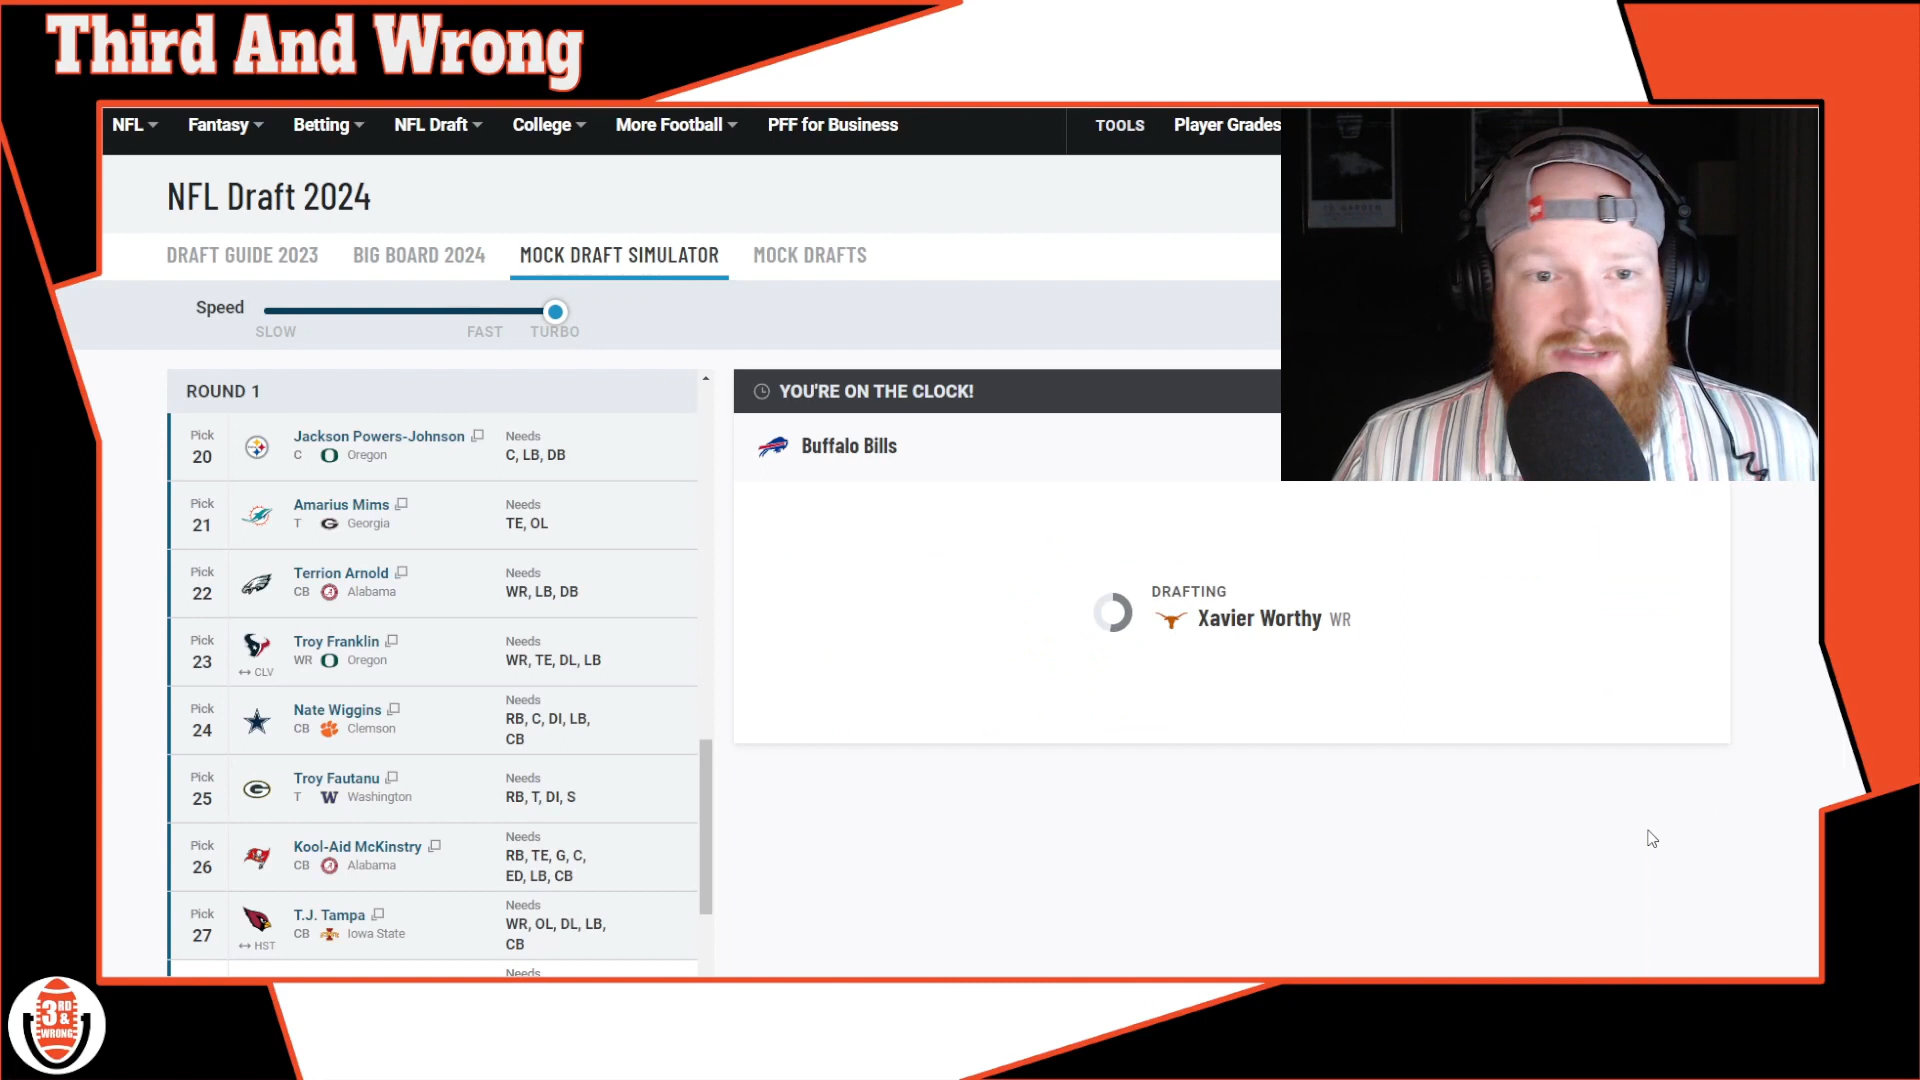 Third And Wrong
NFL Fantasy Betting NFL Draft College More Football PFF for Business TOOLS Player Grades
NFL Draft 2024
DRAFT GUIDE 2023 BIG BOARD 2024 MOCK DRAFT SIMULATOR MOCK DRAFTS
Speed
SLOW FAST TURBO
ROUND 1
Pick 20
Jackson Powers-Johnson
C Oregon
Needs
C, LB, DB
Pick 21
Amarius Mims
T Georgia
Needs
TE, OL
Pick 22
Terrion Arnold
CB Alabama
Needs
WR, LB, DB
Pick 23
↔ CLV
Troy Franklin
WR Oregon
Needs
WR, TE, DL, LB
Pick 24
Nate Wiggins
CB Clemson
Needs
RB, C, DI, LB,
CB
Pick 25
Troy Fautanu
T Washington
Needs
RB, T, DI, S
Pick 26
Kool-Aid McKinstry
CB Alabama
Needs
RB, TE, G, C,
ED, LB, CB
Pick 27
↔ HST
T.J. Tampa
CB Iowa State
Needs
WR, OL, DL, LB,
CB
Needs
YOU'RE ON THE CLOCK!
Buffalo Bills
DRAFTING
Xavier Worthy WR
3RD
&
WRONG